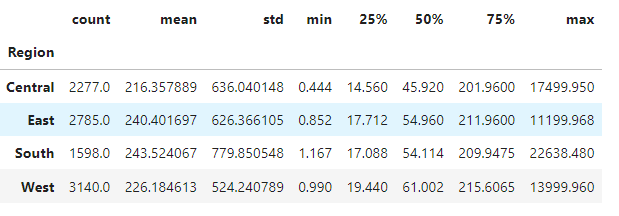 count mean std min 25% 50% 75% max
Region
Central 2277.0 216.357889 636.040148 0.444 14.560 45.920 201.9600 17499.950
East 2785.0 240.401697 626.366105 0.852 17.712 54.960 211.9600 11199.968
South 1598.0 243.524067 779.850548 1.167 17.088 54.114 209.9475 22638.480
West 3140.0 226.184613 524.240789 0.990 19.440 61.002 215.6065 13999.960